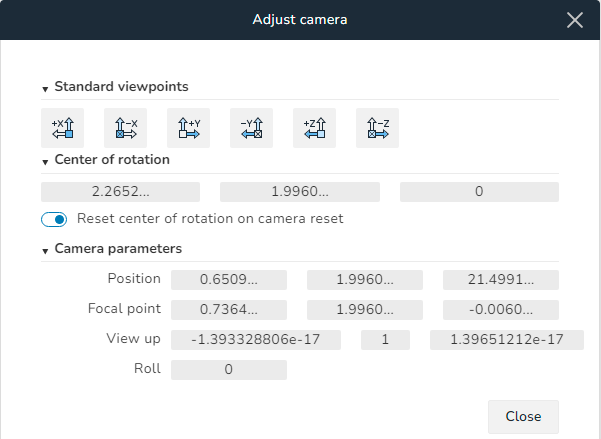 Adjust camera
Standard viewpoints
+X -X +Y -Y +Z -Z
Center of rotation
2.2652... 1.9960... 0
Reset center of rotation on camera reset
Camera parameters
Position 0.6509... 1.9960... 21.4991...
Focal point 0.7364... 1.9960... -0.0060...
View up -1.393328806e-17 1 1.39651212e-17
Roll 0
Close